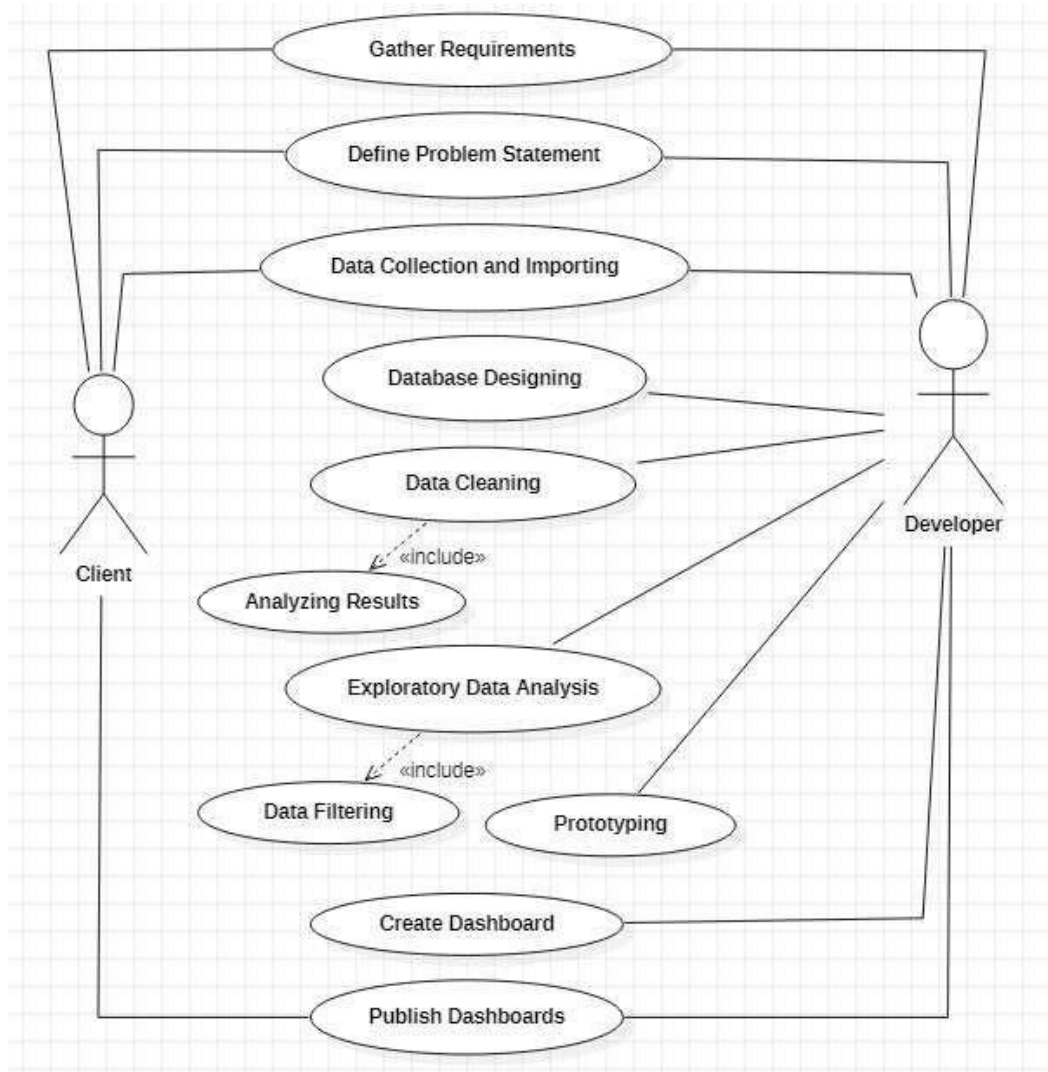 Gather Requirements
Define Problem Statement
Data Collection and Importing
Database Designing
Data Cleaning
Developer
«include»
Client
Analyzing Results
Exploratory Data Analysis
«include»
Data Filtering
Prototyping
Create Dashboard
Publish Dashboards